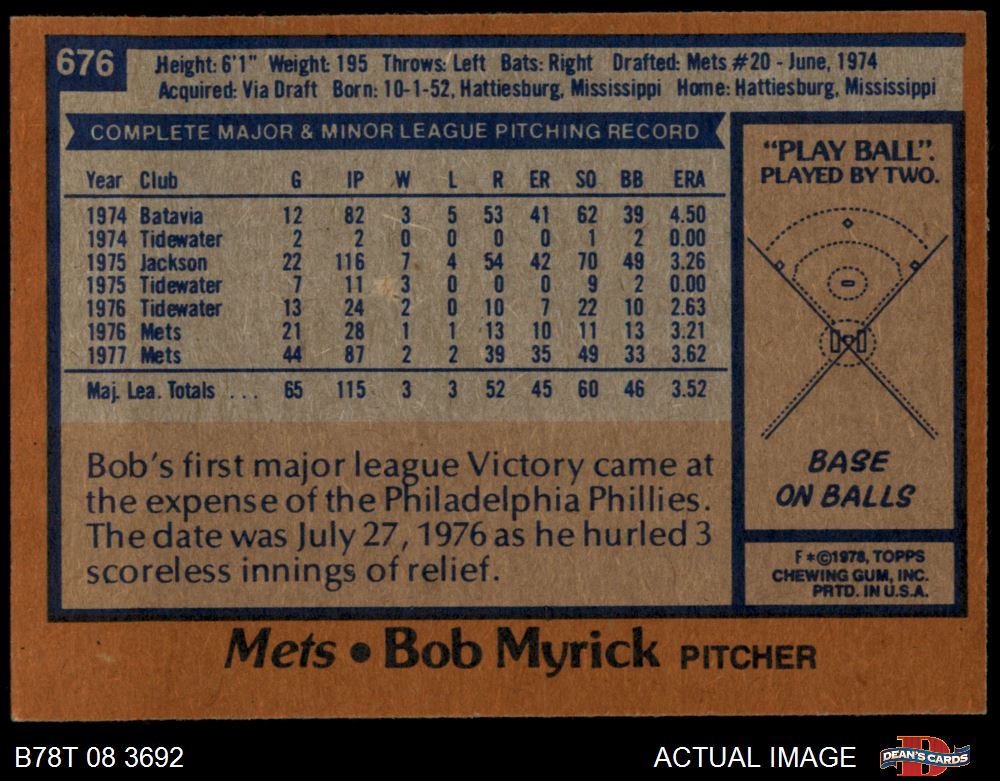 676
Height: 6'1" Weight: 195 Throws: Left Bats: Right Drafted: Mets #20 - June, 1974
Acquired: Via Draft Born: 10-1-52, Hattiesburg, Mississippi Home: Hattiesburg, Mississippi
COMPLETE MAJOR & MINOR LEAGUE PITCHING RECORD
Year Club G IP W L R ER SO BB ERA
1974 Batavia 12 82 3 5 53 41 62 39 4.50
1974 Tidewater 2 2 0 0 0 0 1 2 0.00
1975 Jackson 22 116 7 4 54 42 70 49 3.26
1975 Tidewater 7 11 3 0 0 0 9 2 0.00
1976 Tidewater 13 24 2 0 10 7 22 10 2.63
1976 Mets 21 28 1 1 13 10 11 13 3.21
1977 Mets 44 87 2 2 39 35 49 33 3.62
Maj. Lea. Totals ... 65 115 3 3 52 45 60 46 3.52
Bob's first major league Victory came at
the expense of the Philadelphia Phillies.
The date was July 27, 1976 as he hurled 3
scoreless innings of relief.
"PLAY BALL".
PLAYED BY TWO.
BASE
ON BALLS
F*©1978, TOPPS
CHEWING GUM, INC.
PRTD. IN U.S.A.
Mets • Bob Myrick PITCHER
B78T 08 3692
ACTUAL IMAGE
DEAN'S CARDS